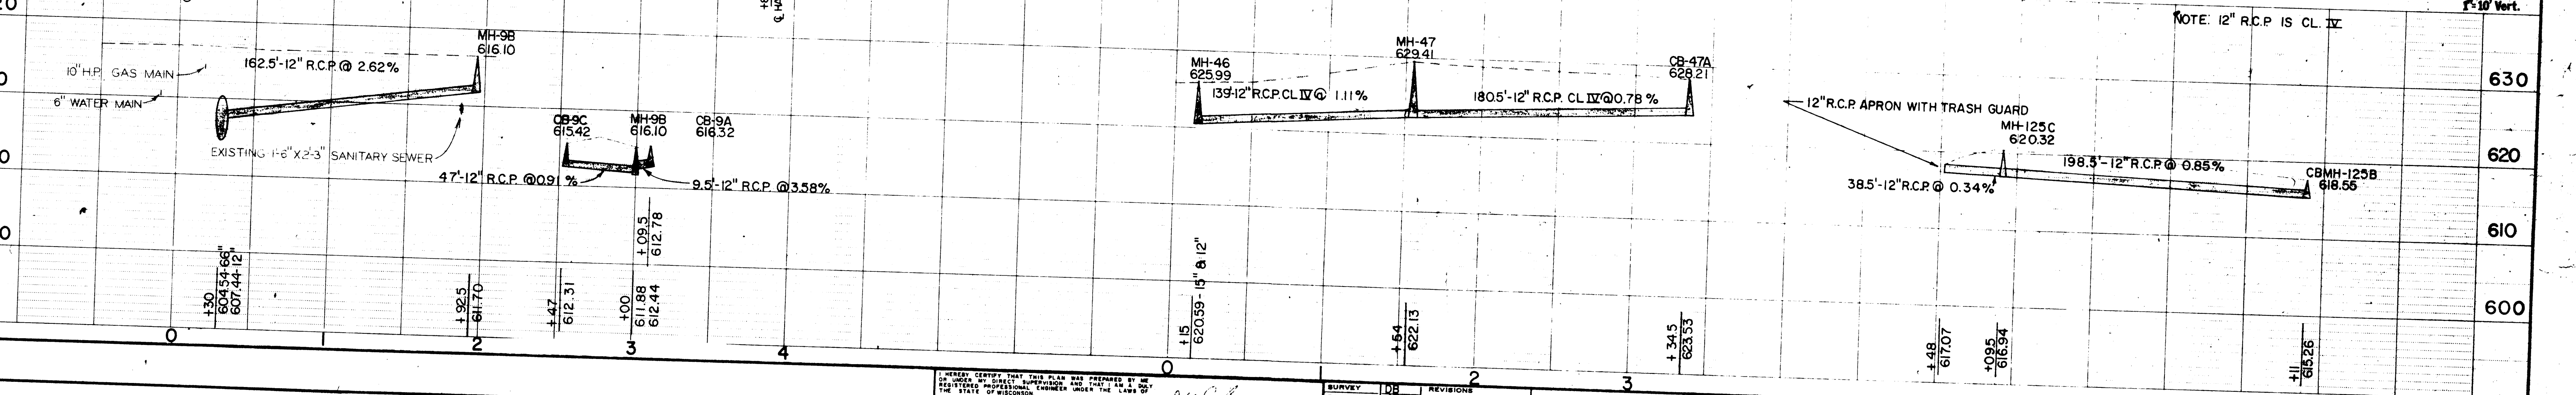 1"=10' Vert.
NOTE: 12" R.C.P IS CL. IV
MH-9B
616.10
10" H.P. GAS MAIN
162.5'-12" R.C.P. @ 2.62%
6" WATER MAIN
EXISTING 1'-6"X2'-3" SANITARY SEWER
CB-9C
615.42
MH-9B
616.10
CB-9A
616.32
47'-12" R.C.P. @0.91%
9.5'-12" R.C.P. @3.58%
MH-46
625.99
139'-12" R.C.P. CL IV @ 1.11%
MH-47
629.41
180.5'-12" R.C.P. CL IV @0.78%
CB-47A
628.21
12" R.C.P. APRON WITH TRASH GUARD
MH-125C
620.32
198.5'-12" R.C.P. @ 0.85%
38.5'-12" R.C.P. @ 0.34%
CBMH-125B
618.55
630
620
610
600
+30
604.54-66"
607.44-12"
+92.5
611.70
+47
612.31
+00
611.88
612.44
+09.5
612.78
+15
620.59-15" & 12"
+54
622.13
+34.5
623.53
+48
617.07
+09.5
616.94
+11
615.26
0 1 2 3 4
0 1 2 3
I HEREBY CERTIFY THAT THIS PLAN WAS PREPARED BY ME
OR UNDER MY DIRECT SUPERVISION AND THAT I AM A DULY
REGISTERED PROFESSIONAL ENGINEER UNDER THE LAWS OF
THE STATE OF WISCONSON
SURVEY DB REVISIONS